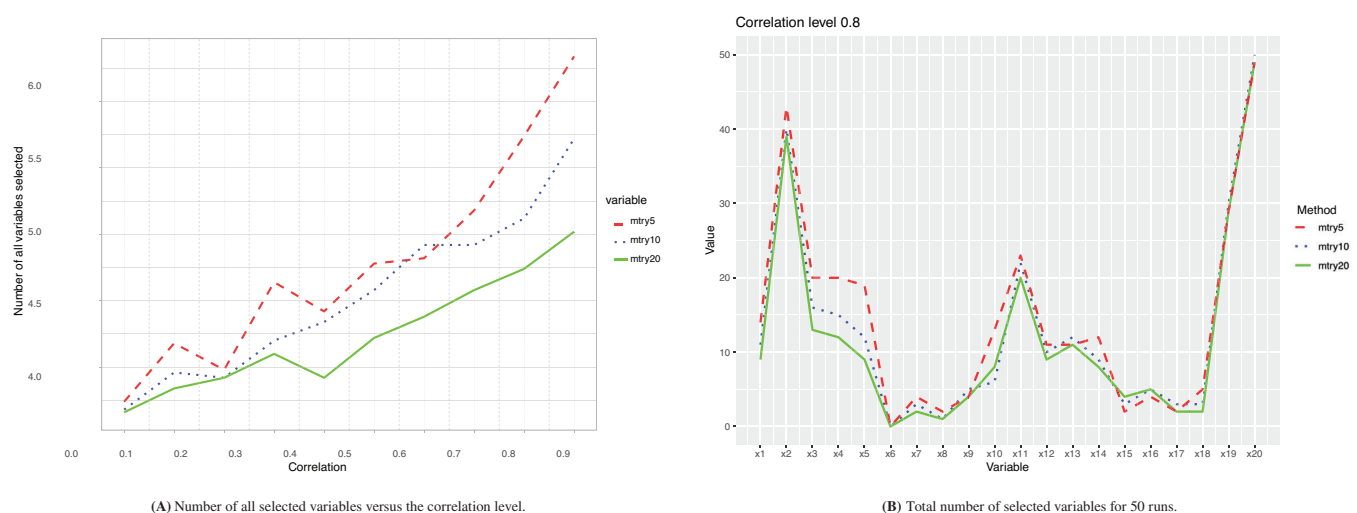 Number of all variables selected
6.0
5.5
5.0
4.5
4.0
0.0 0.1 0.2 0.3 0.4 0.5 0.6 0.7 0.8 0.9
Correlation
variable
mtry5
mtry10
mtry20
(A) Number of all selected variables versus the correlation level.
Correlation level 0.8
Value
50
40
30
20
10
0
x1 x2 x3 x4 x5 x6 x7 x8 x9 x10 x11 x12 x13 x14 x15 x16 x17 x18 x19 x20
Variable
Method
mtry5
mtry10
mtry20
(B) Total number of selected variables for 50 runs.